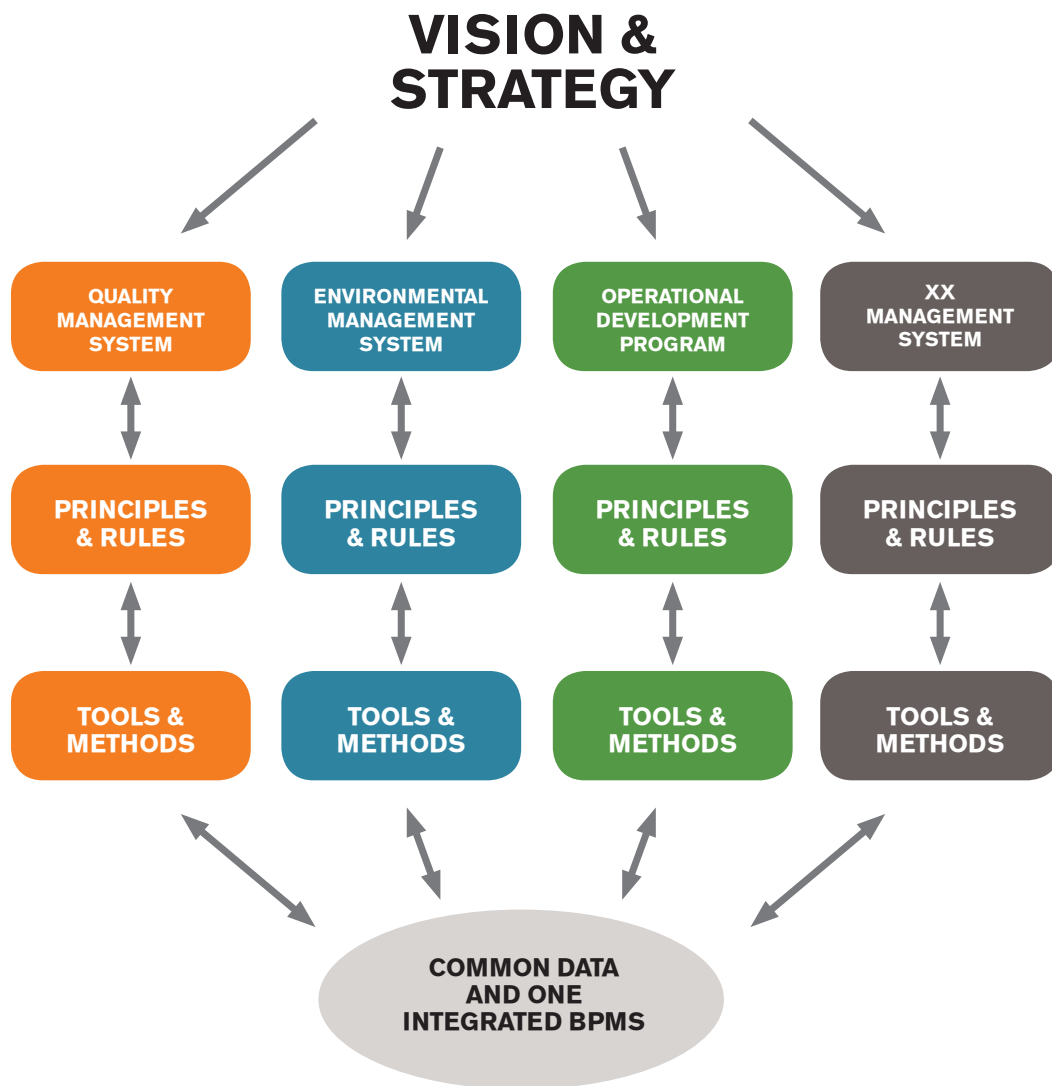 VISION &
STRATEGY
QUALITY
MANAGEMENT
SYSTEM
ENVIRONMENTAL
MANAGEMENT
SYSTEM
OPERATIONAL
DEVELOPMENT
PROGRAM
XX
MANAGEMENT
SYSTEM
PRINCIPLES
& RULES
PRINCIPLES
& RULES
PRINCIPLES
& RULES
PRINCIPLES
& RULES
TOOLS &
METHODS
TOOLS &
METHODS
TOOLS &
METHODS
TOOLS &
METHODS
COMMON DATA
AND ONE
INTEGRATED BPMS